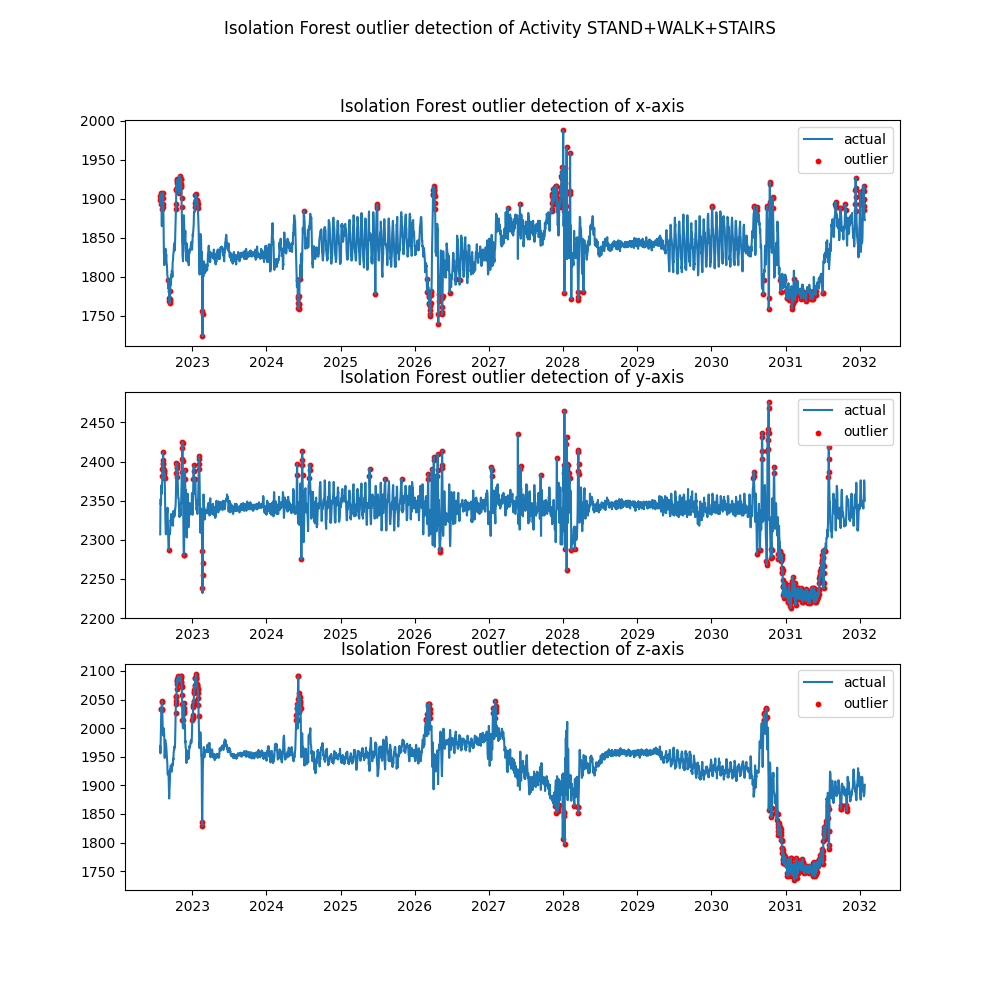 Isolation Forest outlier detection of Activity STAND+WALK+STAIRS
Isolation Forest outlier detection of x-axis
2000
1950
1900
1850
1800
1750
actual
outlier
2023 2024 2025 2026 2027 2028 2029 2030 2031 2032
Isolation Forest outlier detection of y-axis
2450
2400
2350
2300
2250
2200
actual
outlier
2023 2024 2025 2026 2027 2028 2029 2030 2031 2032
Isolation Forest outlier detection of z-axis
2100
2050
2000
1950
1900
1850
1800
1750
actual
outlier
2023 2024 2025 2026 2027 2028 2029 2030 2031 2032